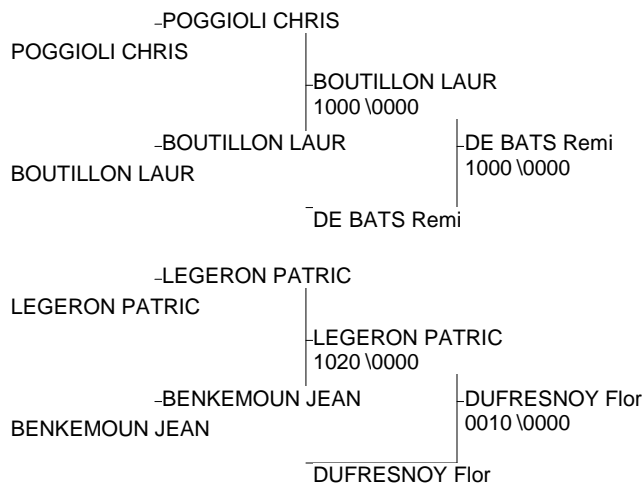 POGGIOLI CHRIS
POGGIOLI CHRIS
BOUTILLON LAUR
1000 \0000
BOUTILLON LAUR
DE BATS Remi
1000 \0000
BOUTILLON LAUR
DE BATS Remi
LEGERON PATRIC
LEGERON PATRIC
LEGERON PATRIC
1020 \0000
BENKEMOUN JEAN
DUFRESNOY Flor
0010 \0000
BENKEMOUN JEAN
DUFRESNOY Flor